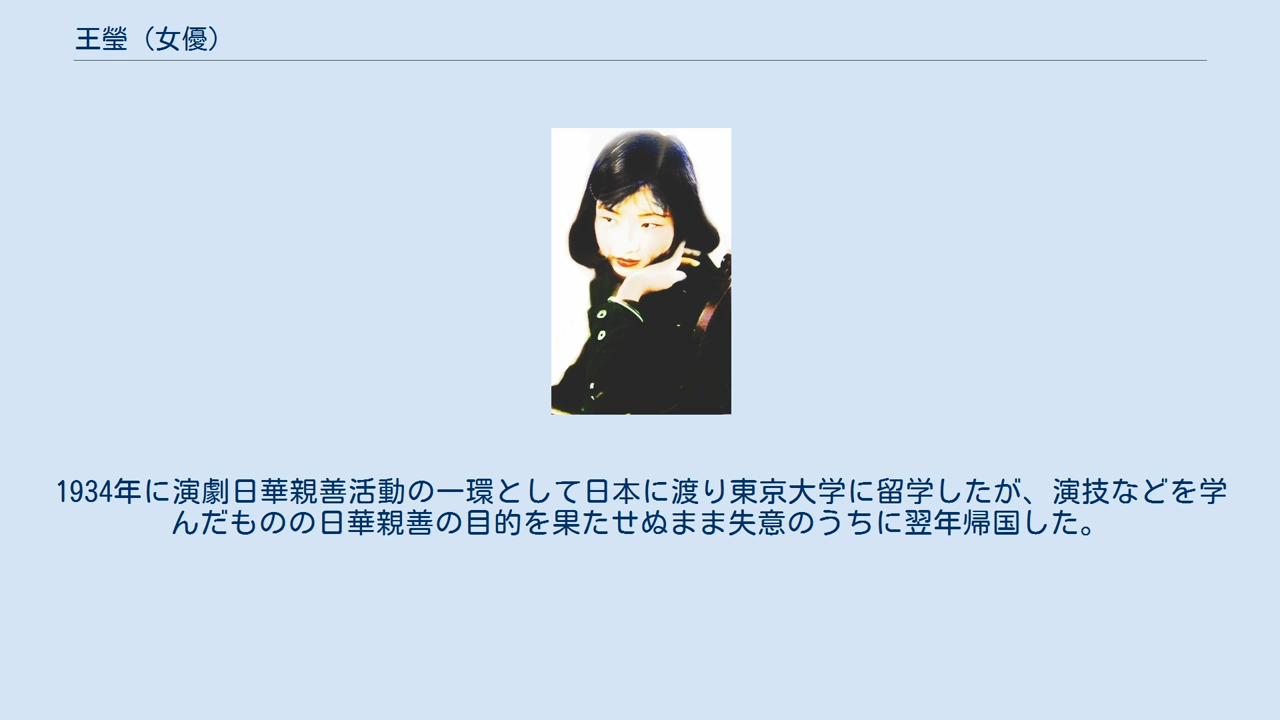 王瑩（女優）
1934年に演劇日華親善活動の一環として日本に渡り東京大学に留学したが、演技などを学
んだものの日華親善の目的を果たせぬまま失意のうちに翌年帰国した。